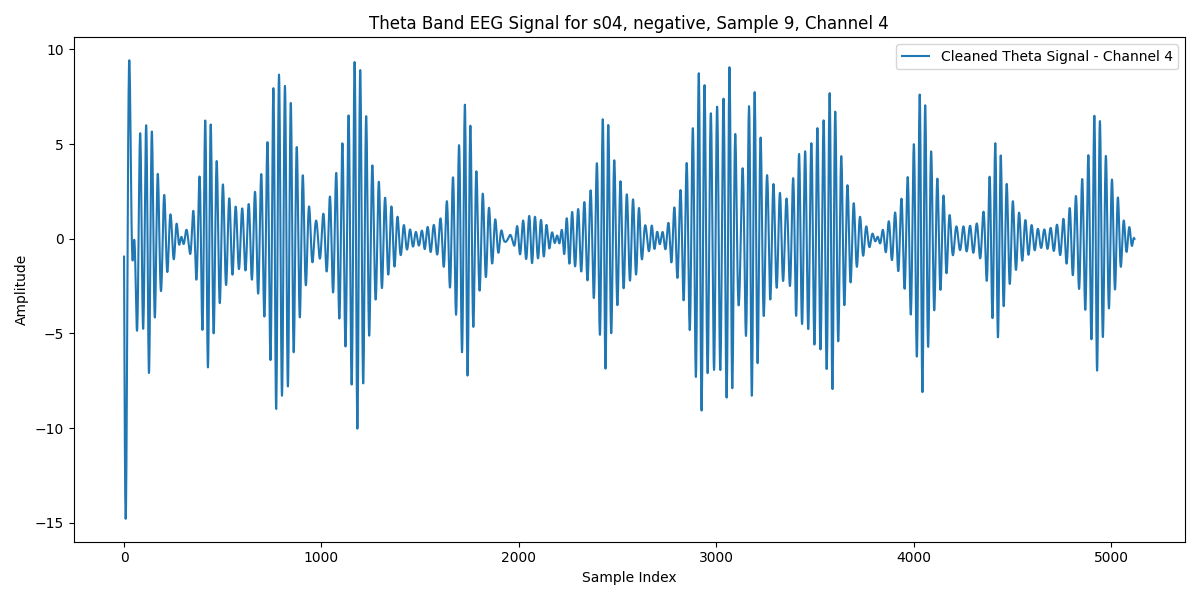 Theta Band EEG Signal for s04, negative, Sample 9, Channel 4
Cleaned Theta Signal - Channel 4
10
5
0
−5
−10
−15
Amplitude
0 1000 2000 3000 4000 5000
Sample Index